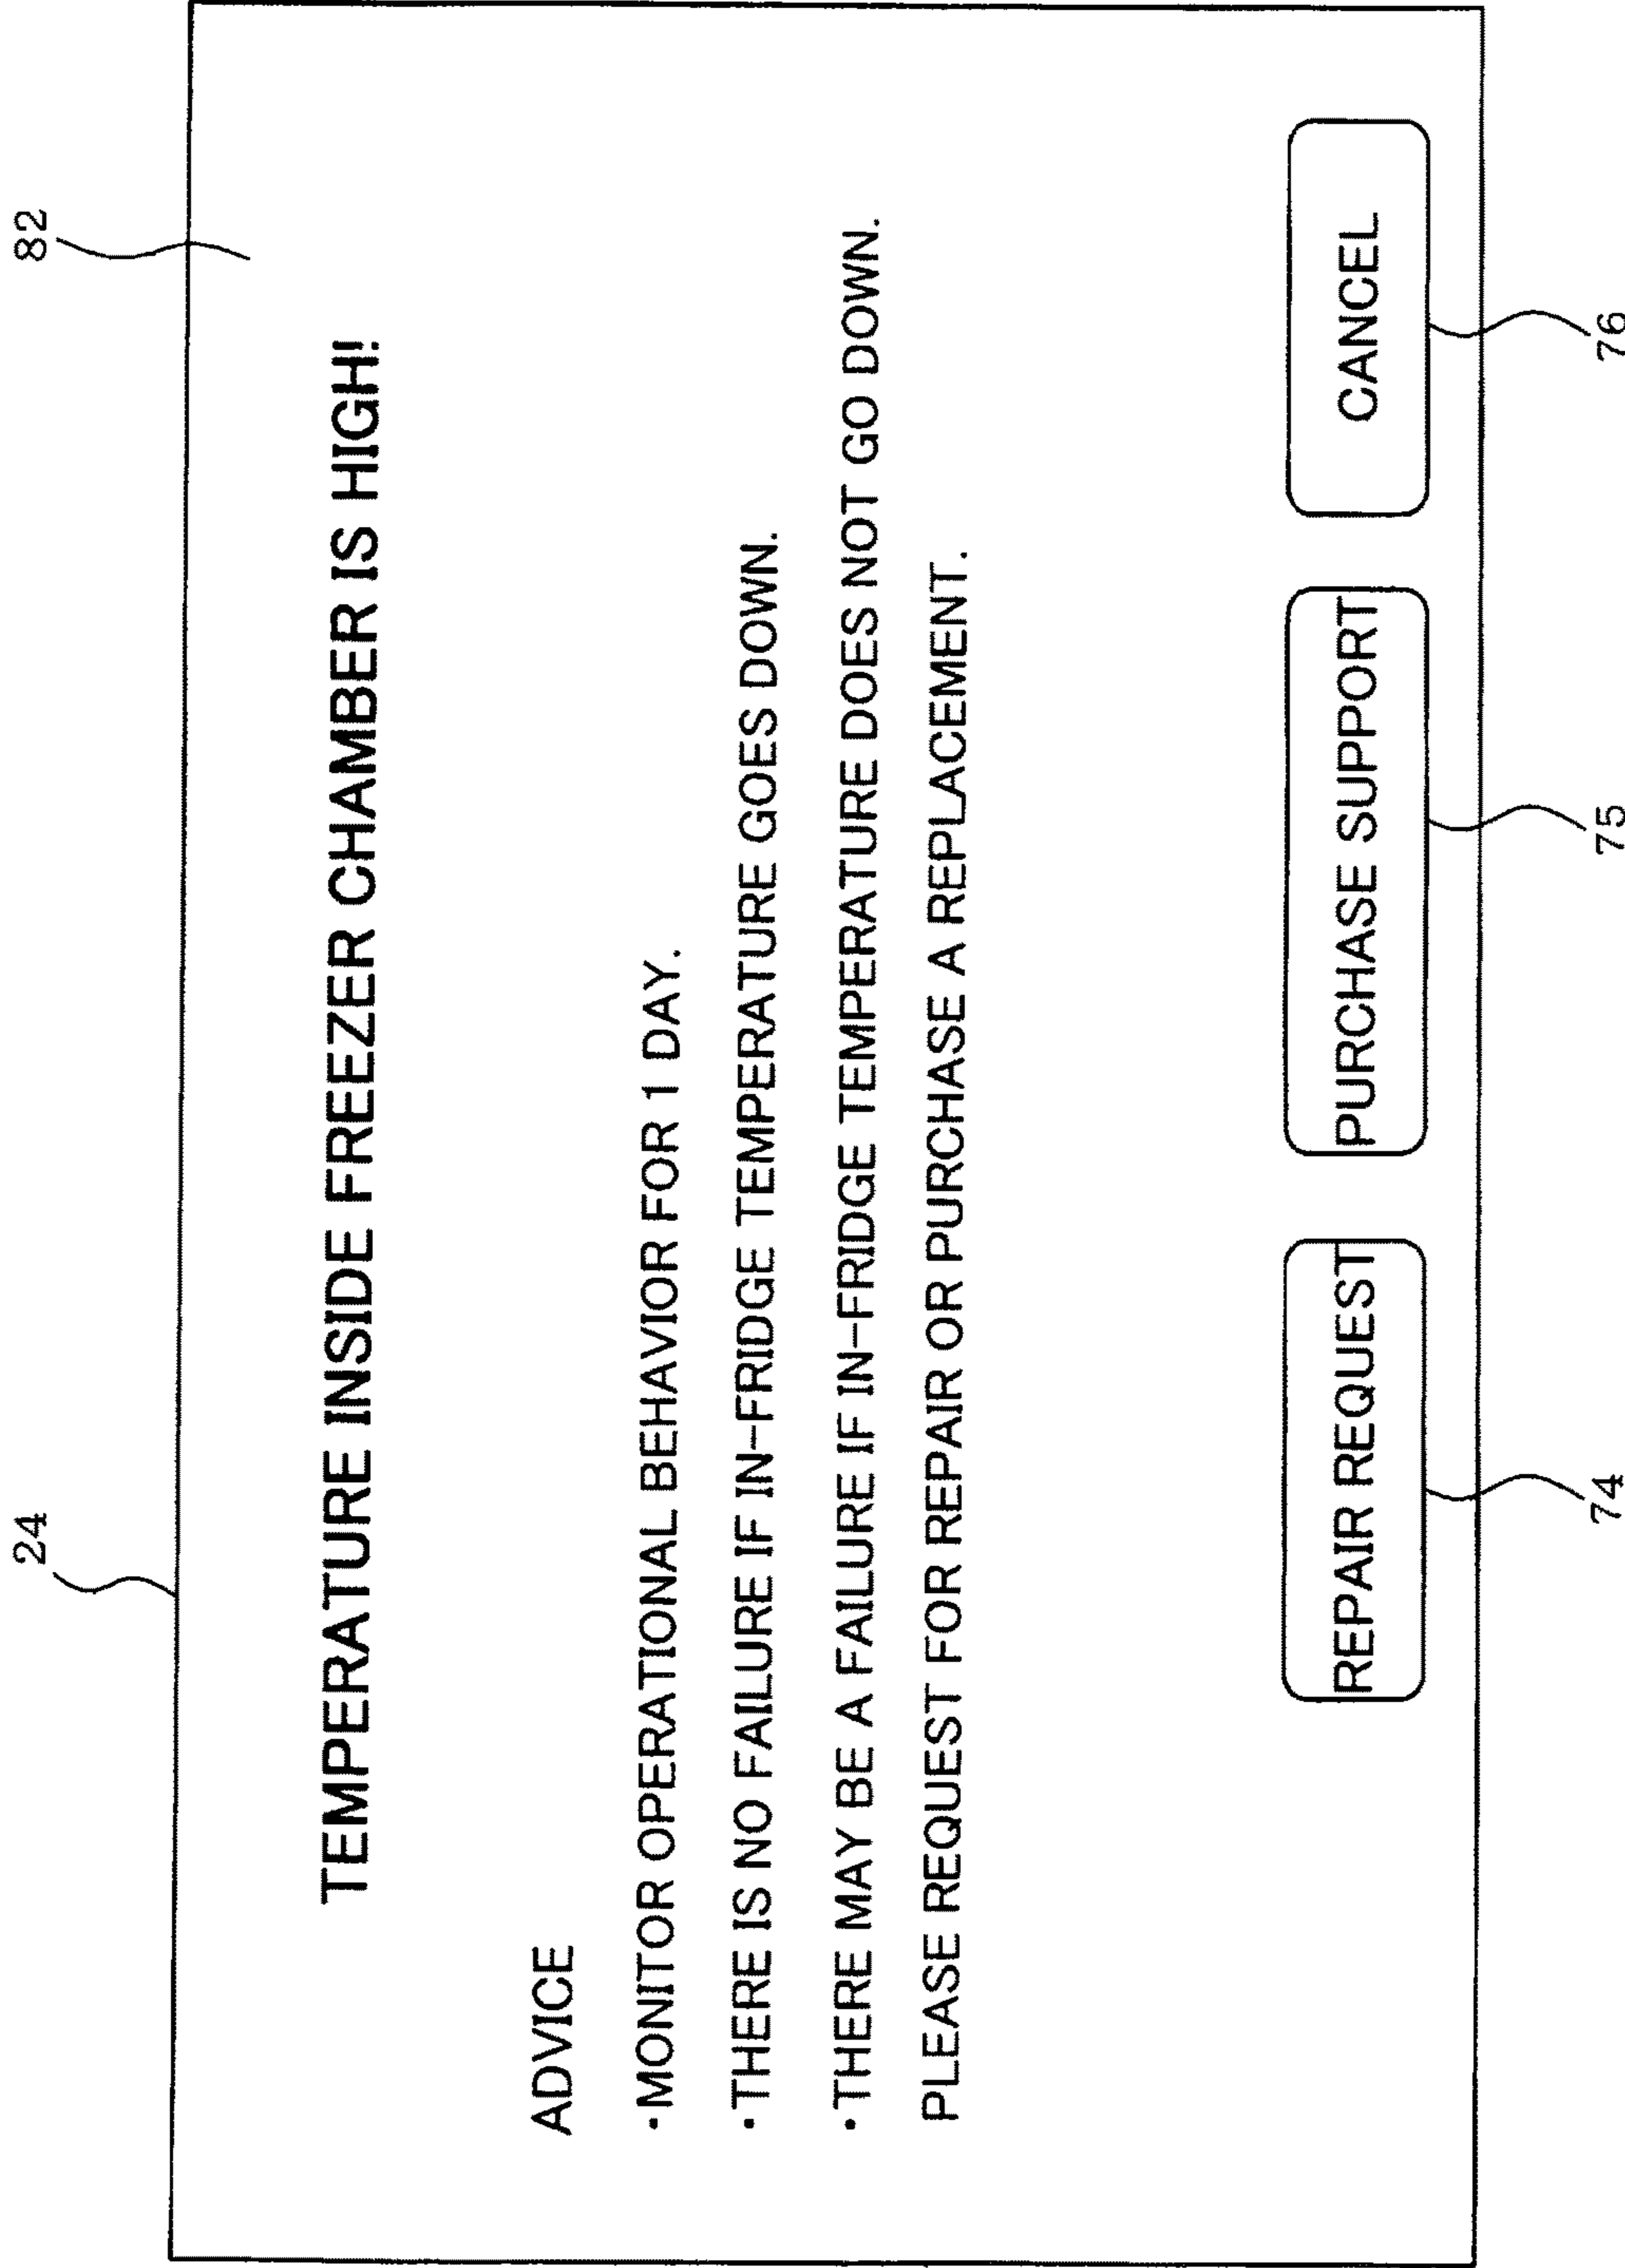 24
82
TEMPERATURE INSIDE FREEZER CHAMBER IS HIGH!
ADVICE
·MONITOR OPERATIONAL BEHAVIOR FOR 1 DAY.
·THERE IS NO FAILURE IF IN-FRIDGE TEMPERATURE GOES DOWN.
·THERE MAY BE A FAILURE IF IN-FRIDGE TEMPERATURE DOES NOT GO DOWN.
PLEASE REQUEST FOR REPAIR OR PURCHASE A REPLACEMENT.
REPAIR REQUEST
PURCHASE SUPPORT
CANCEL
74
75
76